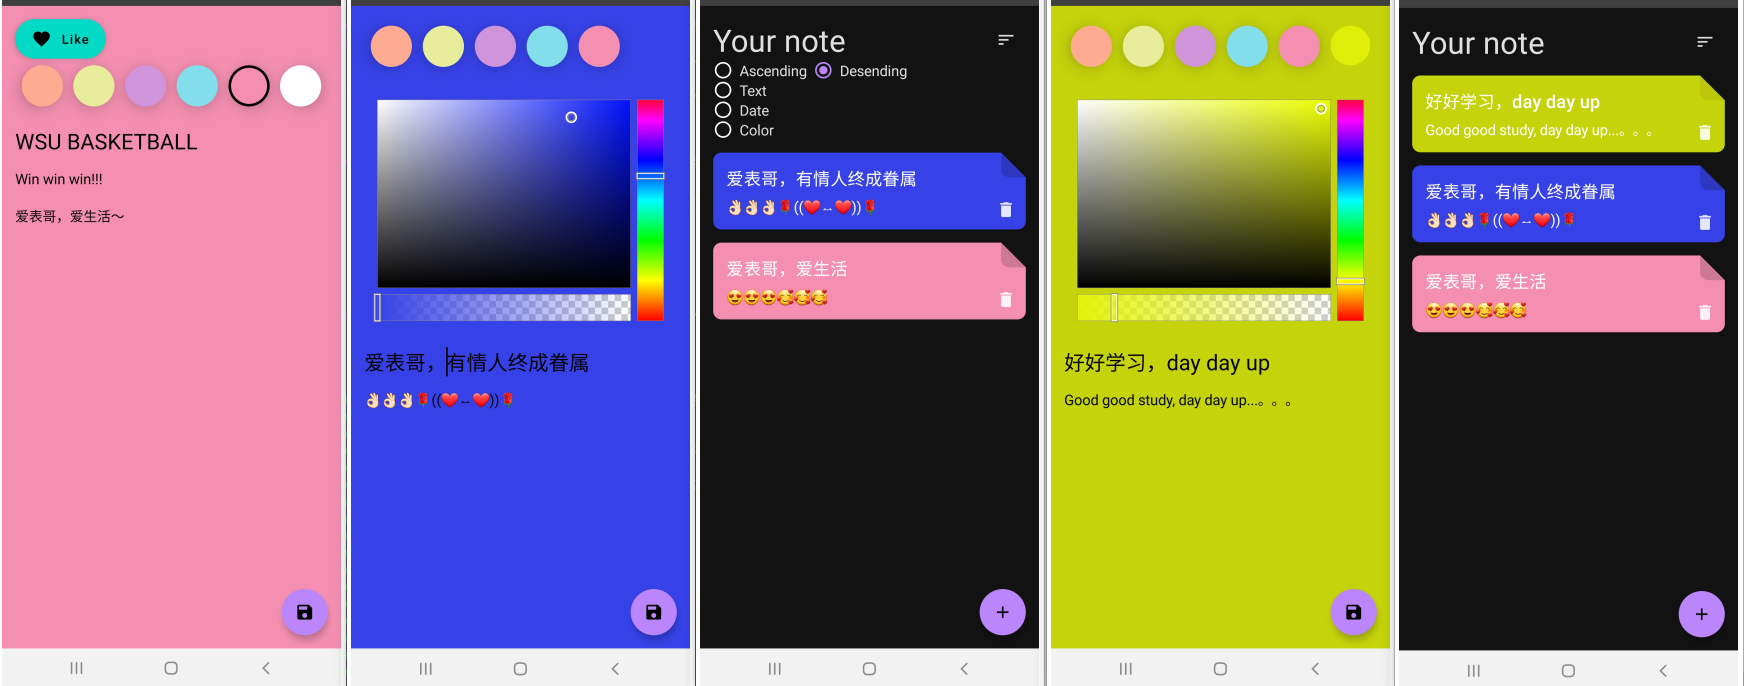 Like
WSU BASKETBALL
Win win win!!!
爱表哥，爱生活～
爱表哥，有情人终成眷属
👌🏻👌🏻👌🏻🌹((❤️--❤️))🌹
Your note
Ascending Desending
Text
Date
Color
爱表哥，有情人终成眷属
👌🏻👌🏻👌🏻🌹((❤️--❤️))🌹
爱表哥，爱生活
😍😍😍🥰🥰🥰
好好学习，day day up
Good good study, day day up...。。。
Your note
好好学习，day day up
Good good study, day day up...。。。
爱表哥，有情人终成眷属
👌🏻👌🏻👌🏻🌹((❤️--❤️))🌹
爱表哥，爱生活
😍😍😍🥰🥰🥰